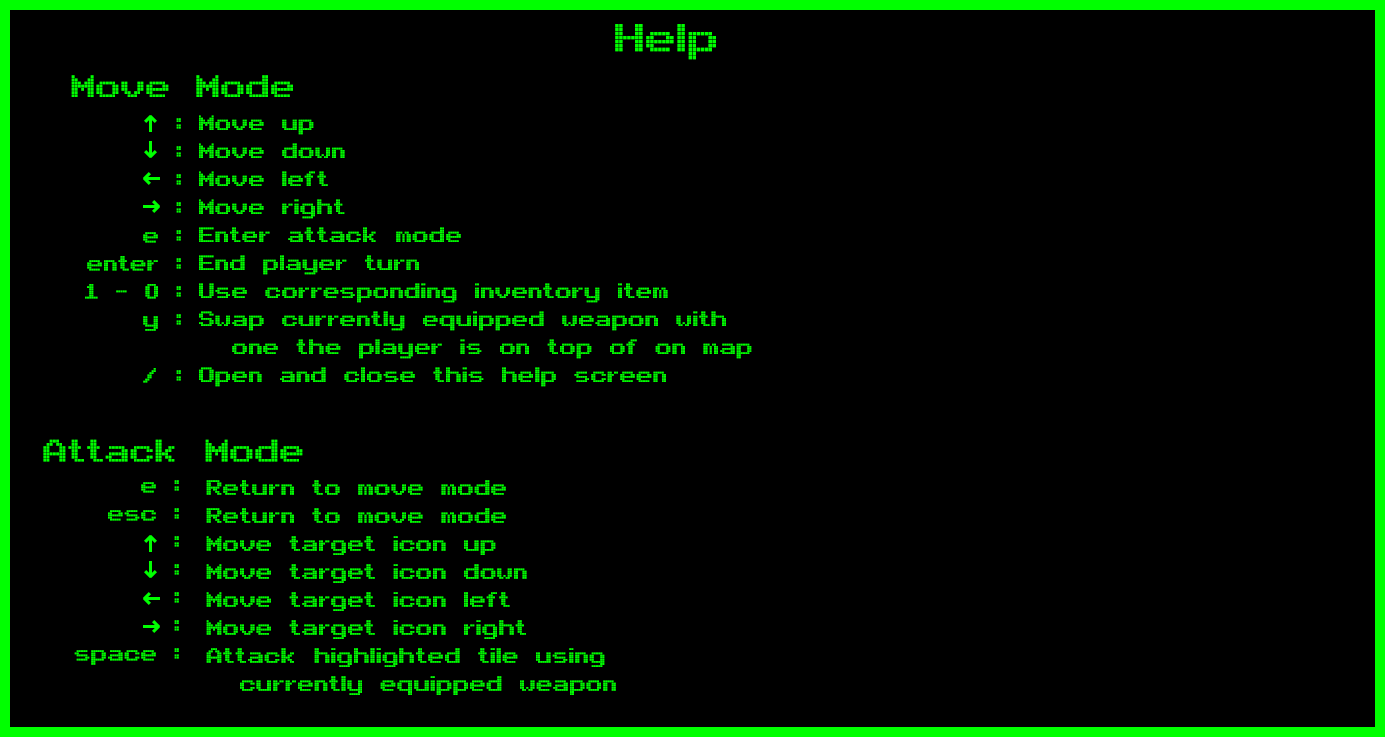 Help
Move Mode
↑ : Move up
↓ : Move down
← : Move left
→ : Move right
e : Enter attack mode
enter : End player turn
1 - 0 : Use corresponding inventory item
y : Swap currently equipped weapon with
one the player is on top of on map
/ : Open and close this help screen
Attack Mode
e : Return to move mode
esc : Return to move mode
↑ : Move target icon up
↓ : Move target icon down
← : Move target icon left
→ : Move target icon right
space : Attack highlighted tile using
currently equipped weapon